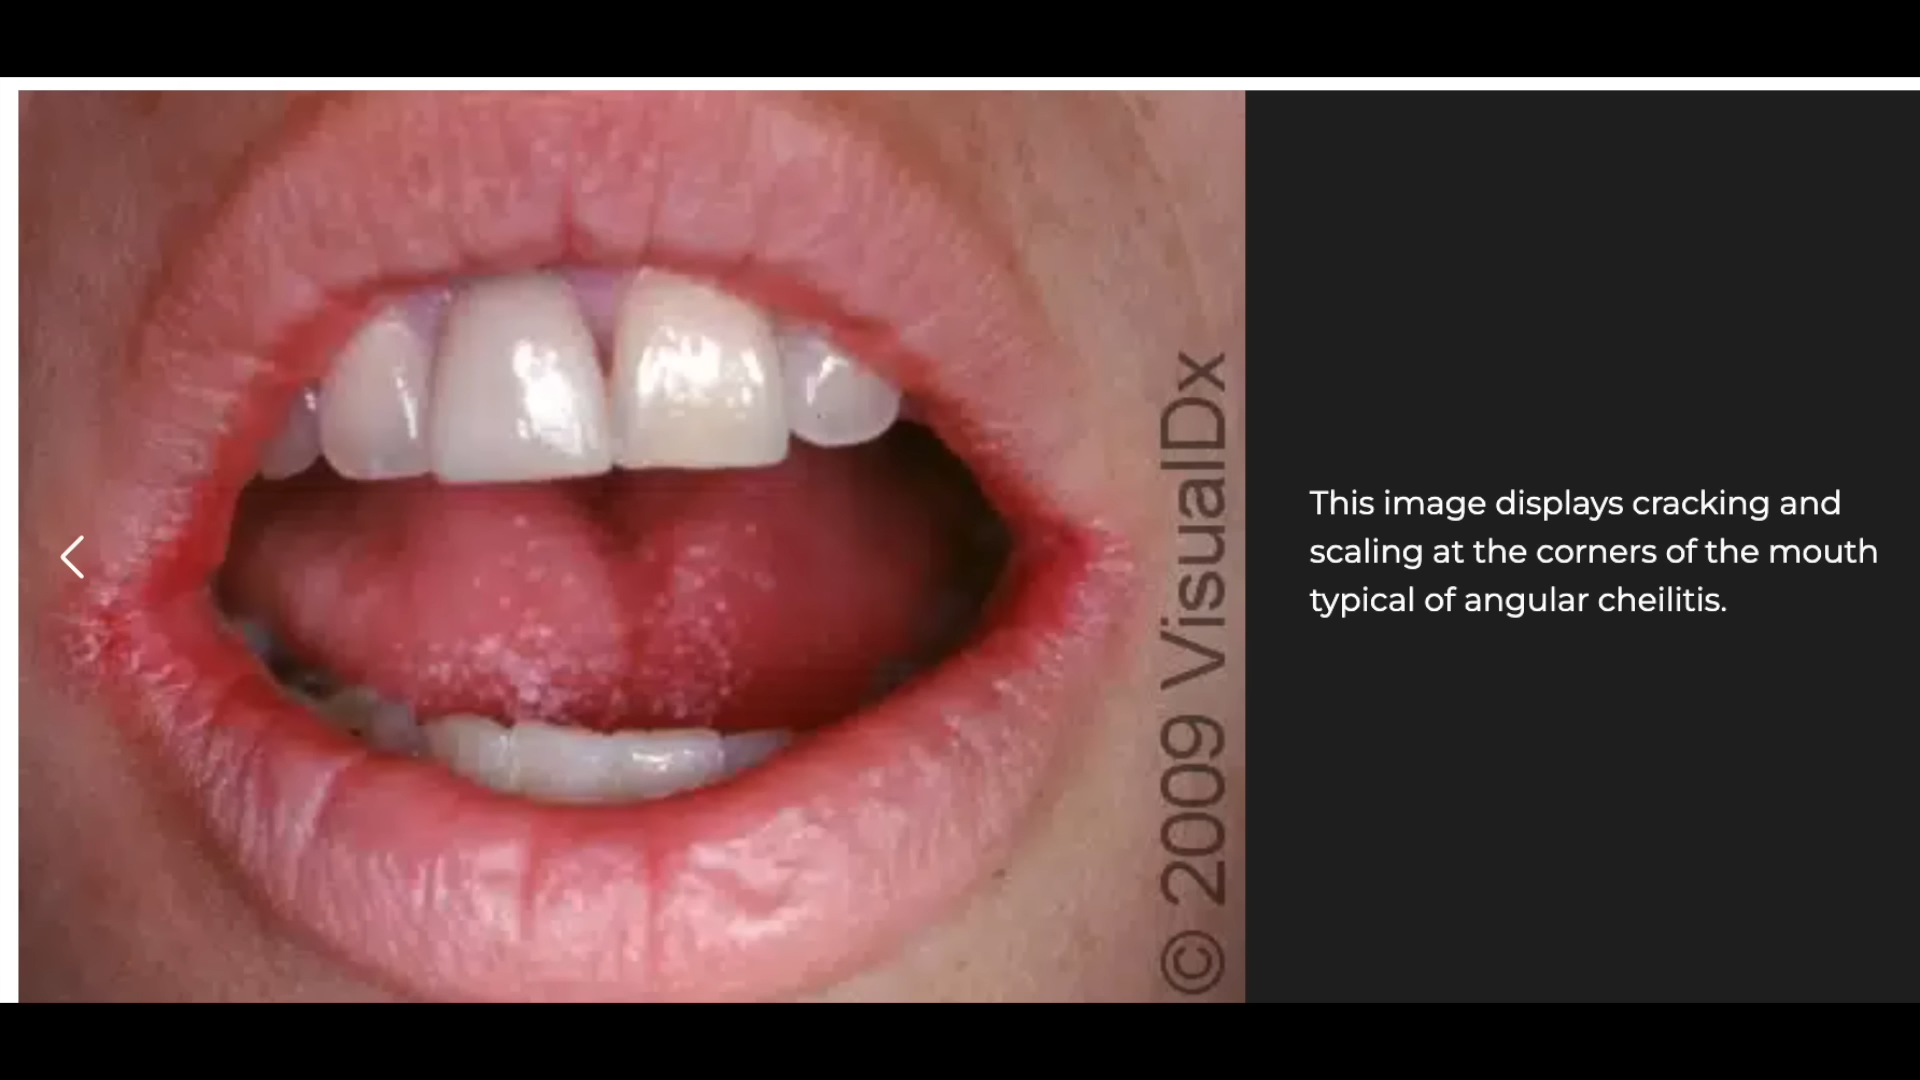 This image displays cracking and
scaling at the corners of the mouth
typical of angular cheilitis.
© 2009 VisualDx